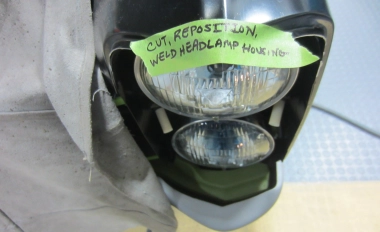 CUT, REPOSITION,
WELD HEADLAMP HOUSING